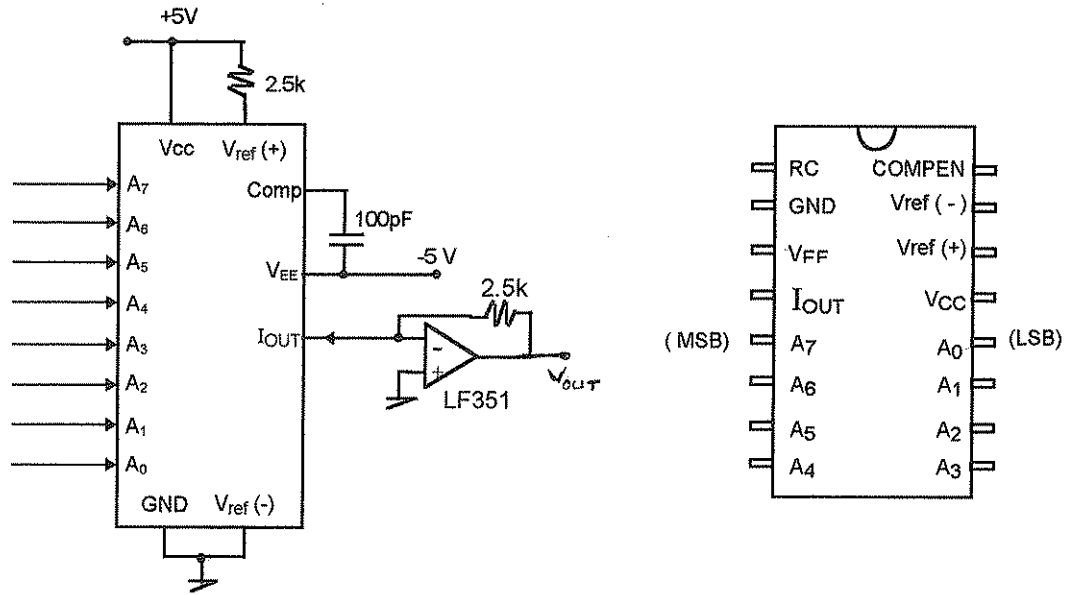 +5V
2.5k
Vcc Vref (+)
A7
Comp
A6
100pF
A5
VEE
-5 V
A4
2.5k
A3
IOUT
-
+
LF351
VOUT
A2
A1
A0
GND Vref (-)
RC COMPEN
GND Vref ( - )
VFF Vref (+)
IOUT VCC
( MSB) A7 A0 (LSB)
A6 A1
A5 A2
A4 A3